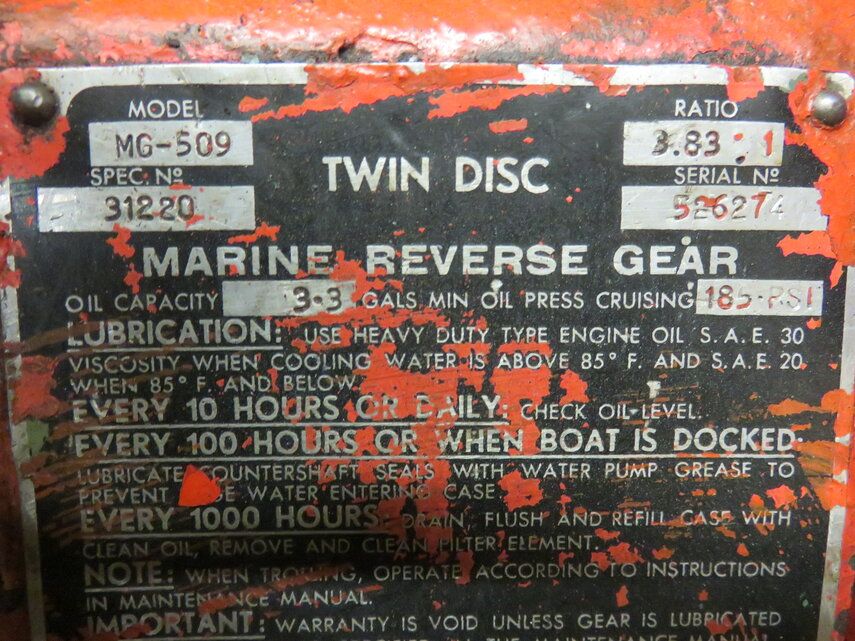 MODEL
RATIO
MG-509
3.83 : 1
TWIN DISC
SPEC. Nº
SERIAL Nº
31220
526274
MARINE REVERSE GEAR
OIL CAPACITY 3.3 GALS MIN OIL PRESS CRUISING 185 PSI
LUBRICATION: USE HEAVY DUTY TYPE ENGINE OIL S.A.E. 30
VISCOSITY WHEN COOLING WATER IS ABOVE 85° F. AND S.A.E. 20
WHEN 85° F. AND BELOW
EVERY 10 HOURS OR DAILY: CHECK OIL LEVEL.
EVERY 100 HOURS OR WHEN BOAT IS DOCKED:
LUBRICATE COUNTERSHAFT SEALS WITH WATER PUMP GREASE TO
PREVENT WATER ENTERING CASE.
EVERY 1000 HOURS: DRAIN, FLUSH AND REFILL CASE WITH
CLEAN OIL, REMOVE AND CLEAN FILTER ELEMENT.
NOTE: WHEN TROLLING, OPERATE ACCORDING TO INSTRUCTIONS
IN MAINTENANCE MANUAL.
IMPORTANT: WARRANTY IS VOID UNLESS GEAR IS LUBRICATED
IN THE MAINTENANCE MANUAL